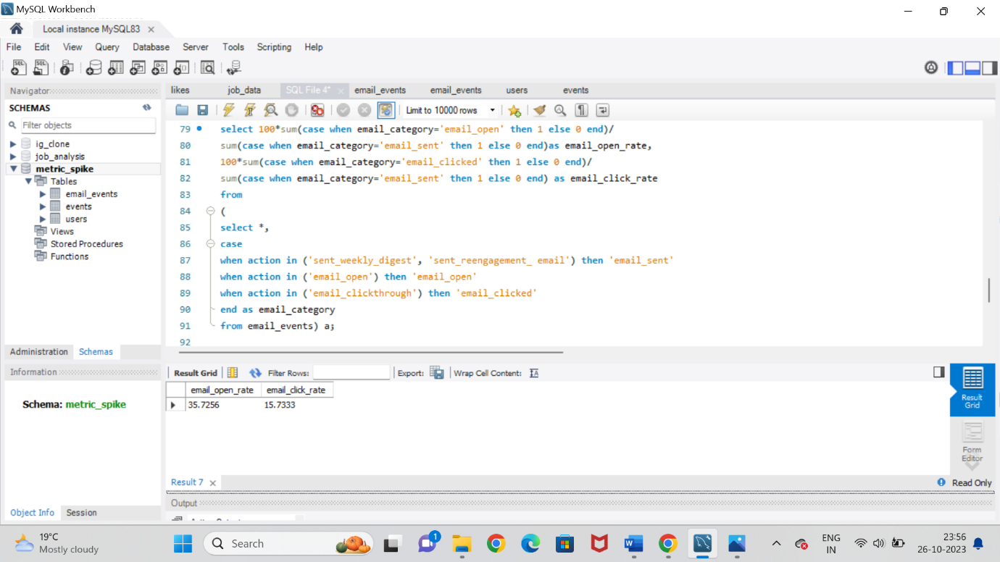 MySQL Workbench
Local instance MySQL83
File Edit View Query Database Server Tools Scripting Help
Navigator
SCHEMAS
Filter objects
ig_clone
job_analysis
metric_spike
Tables
email_events
events
users
Views
Stored Procedures
Functions
Administration Schemas
Information
Schema: metric_spike
Object Info Session
likes job_data SQL File 4* email_events email_events users events
Limit to 10000 rows
79 select 100*sum(case when email_category='email_open' then 1 else 0 end)/
80 sum(case when email_category='email_sent' then 1 else 0 end)as email_open_rate,
81 100*sum(case when email_category='email_clicked' then 1 else 0 end)/
82 sum(case when email_category='email_sent' then 1 else 0 end) as email_click_rate
83 from
84 (
85 select *,
86 case
87 when action in ('sent_weekly_digest', 'sent_reengagement_ email') then 'email_sent'
88 when action in ('email_open') then 'email_open'
89 when action in ('email_clickthrough') then 'email_clicked'
90 end as email_category
91 from email_events) a;
92
Result Grid Filter Rows: Export: Wrap Cell Content:
email_open_rate email_click_rate
35.7256 15.7333
Result Grid
Form Editor
Result 7 Read Only
Output
19°C
Mostly cloudy
Search
1
ENG
IN
23:56
26-10-2023